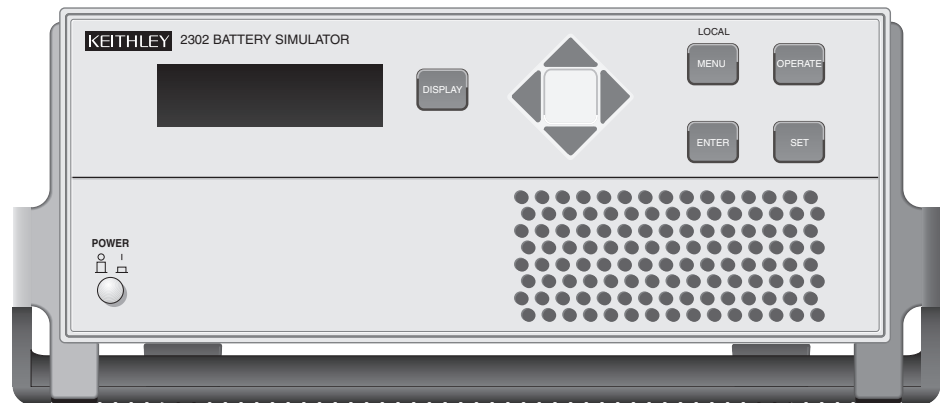 KEITHLEY 2302 BATTERY SIMULATOR
LOCAL
DISPLAY
MENU
OPERATE
ENTER
SET
POWER